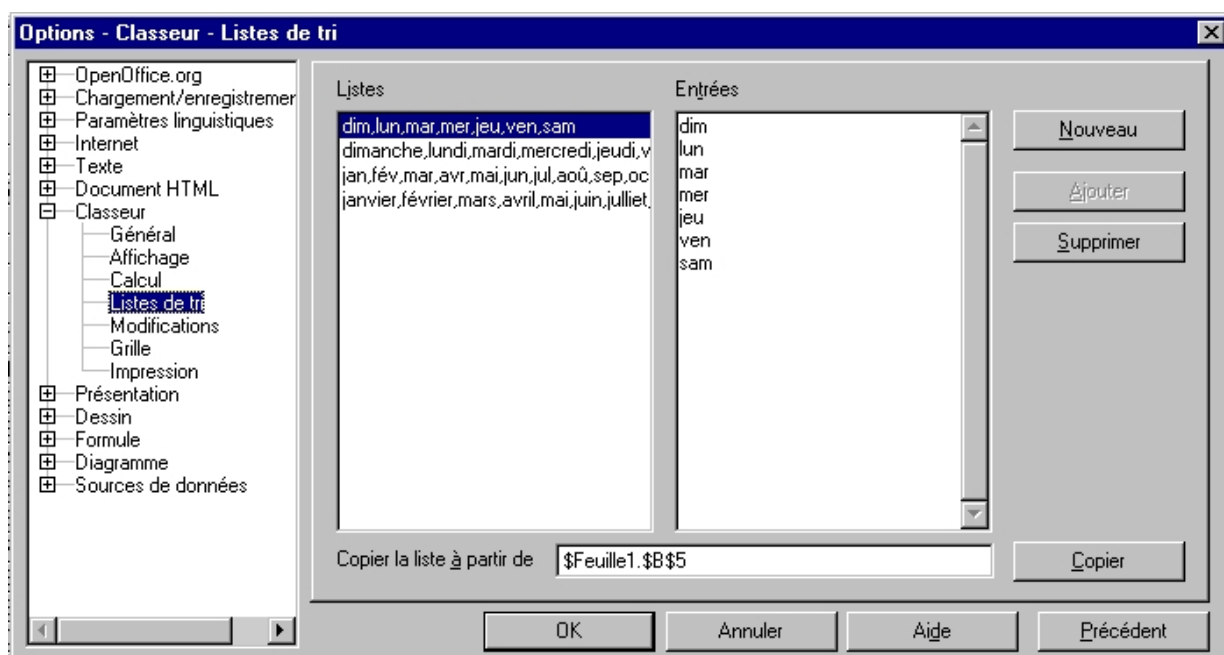 Options - Classeur - Listes de tri
OpenOffice.org
Chargement/enregistremer
Paramètres linguistiques
Internet
Texte
Document HTML
Classeur
Général
Affichage
Calcul
Listes de tri
Modifications
Grille
Impression
Présentation
Dessin
Formule
Diagramme
Sources de données
Listes
dim,lun,mar,mer,jeu,ven,sam
dimanche,lundi,mardi,mercredi,jeudi,v
jan,fév,mar,avr,mai,jun,jul,aoû,sep,oc
janvier,février,mars,avril,mai,juin,julliet,
Entrées
dim
lun
mar
mer
jeu
ven
sam
Nouveau
Ajouter
Supprimer
Copier la liste à partir de
$Feuille1.$B$5
Copier
OK
Annuler
Aide
Précédent